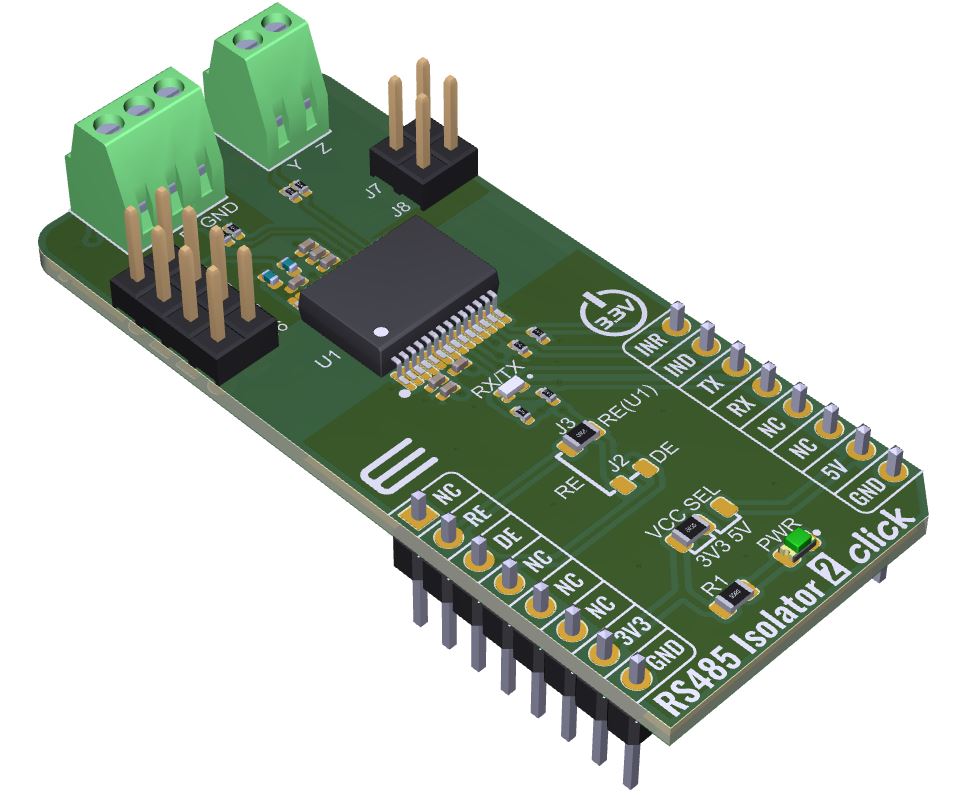 Y Z
GND
J7
J8
U1
3.3V
RX/TX
INR
IND
TX
RX
NC
NC
5V
GND
J3
RE(U1)
RE
J2
DE
VCC SEL
3V3 5V
PWR
R1
NC
RE
DE
NC
NC
NC
3V3
GND
RS485 Isolator 2 click